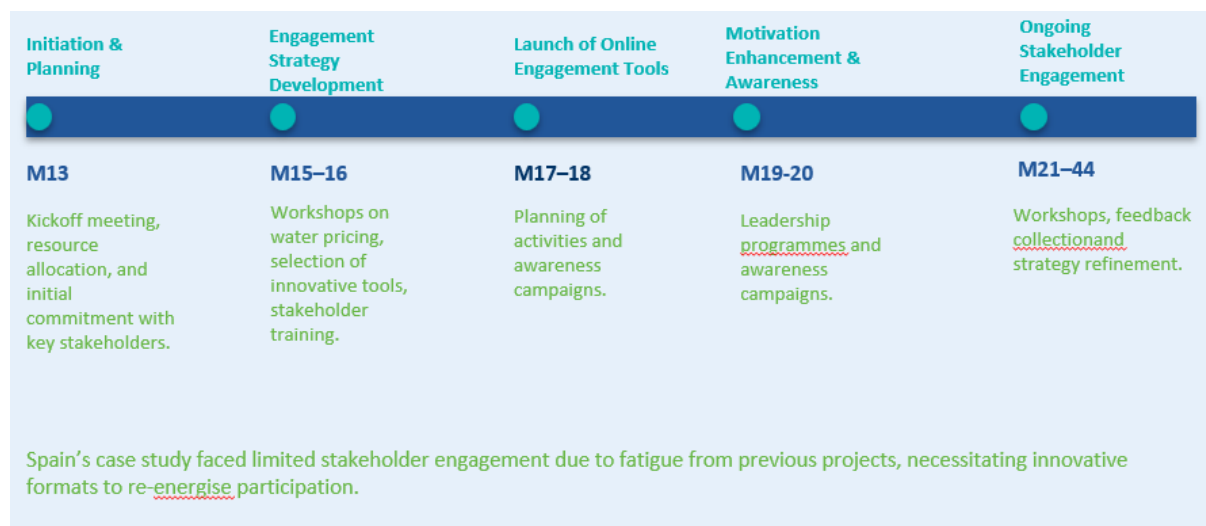 Initiation &
Planning
Engagement
Strategy
Development
Launch of Online
Engagement Tools
Motivation
Enhancement &
Awareness
Ongoing
Stakeholder
Engagement
M13
M15–16
M17–18
M19-20
M21–44
Kickoff meeting,
resource
allocation, and
initial
commitment with
key stakeholders.
Workshops on
water pricing,
selection of
innovative tools,
stakeholder
training.
Planning of
activities and
awareness
campaigns.
Leadership
programmes and
awareness
campaigns.
Workshops, feedback
collectionand
strategy refinement.
Spain’s case study faced limited stakeholder engagement due to fatigue from previous projects, necessitating innovative
formats to re-energise participation.